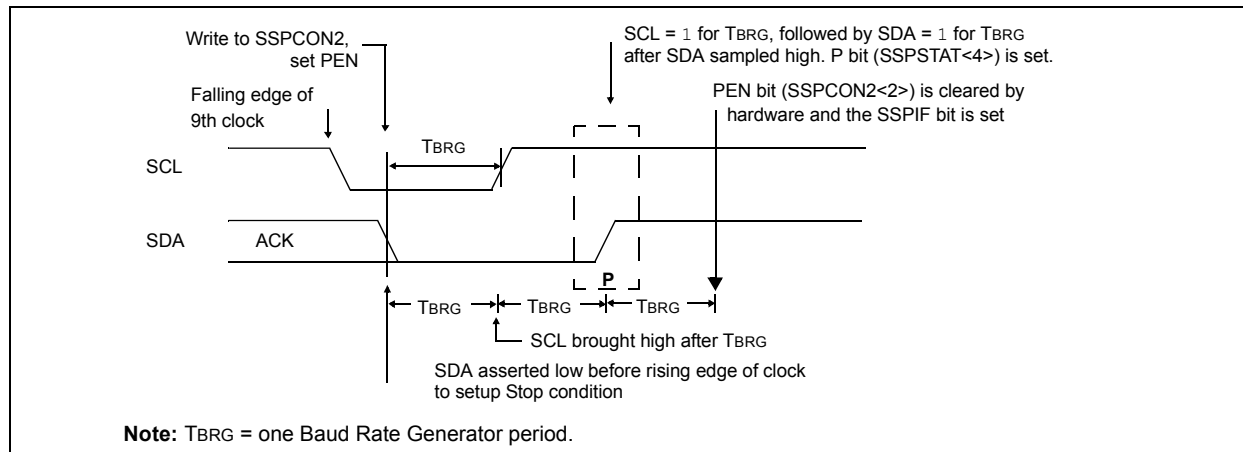 Write to SSPCON2,
set PEN
SCL = 1 for TBRG, followed by SDA = 1 for TBRG
after SDA sampled high. P bit (SSPSTAT<4>) is set.
Falling edge of
9th clock
PEN bit (SSPCON2<2>) is cleared by
hardware and the SSPIF bit is set
TBRG
SCL
SDA
ACK
P
TBRG
TBRG
TBRG
SCL brought high after TBRG
SDA asserted low before rising edge of clock
to setup Stop condition
Note: TBRG = one Baud Rate Generator period.